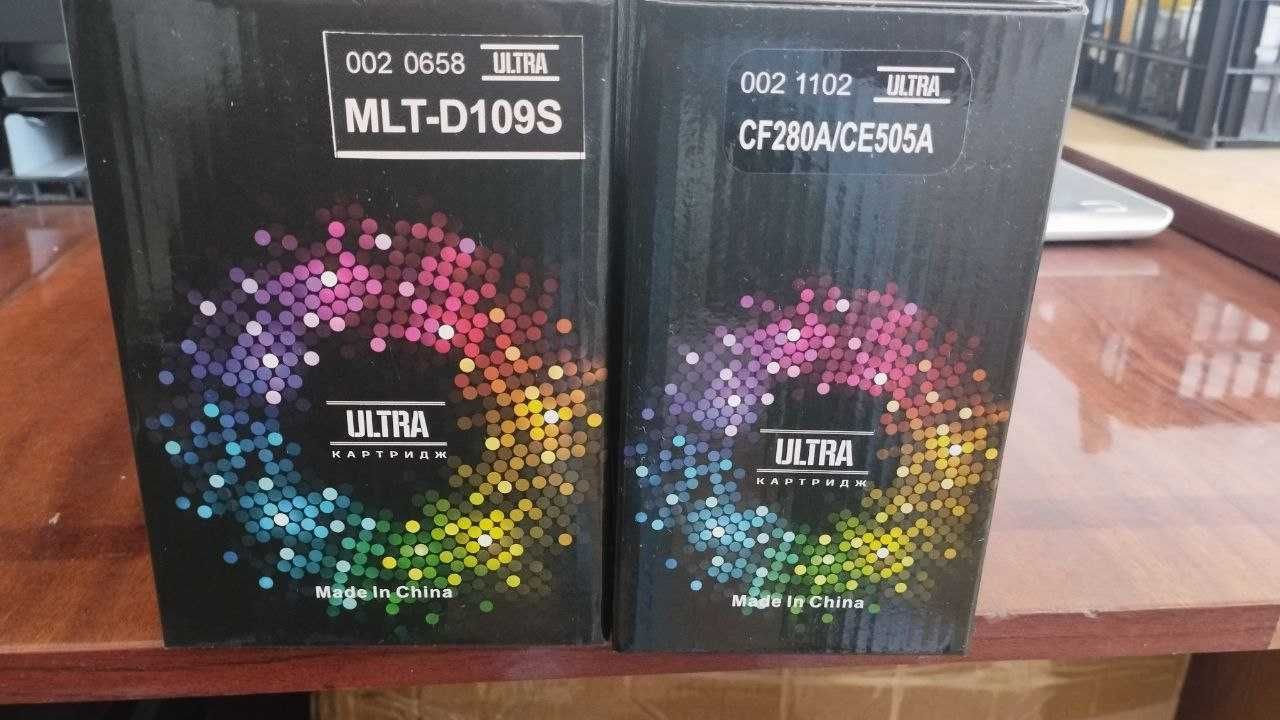 002 0658 ULTRA
MLT-D109S
ULTRA
КАРТРИДЖ
Made In China
002 1102 ULTRA
CF280A/CE505A
ULTRA
КАРТРИДЖ
Made In China